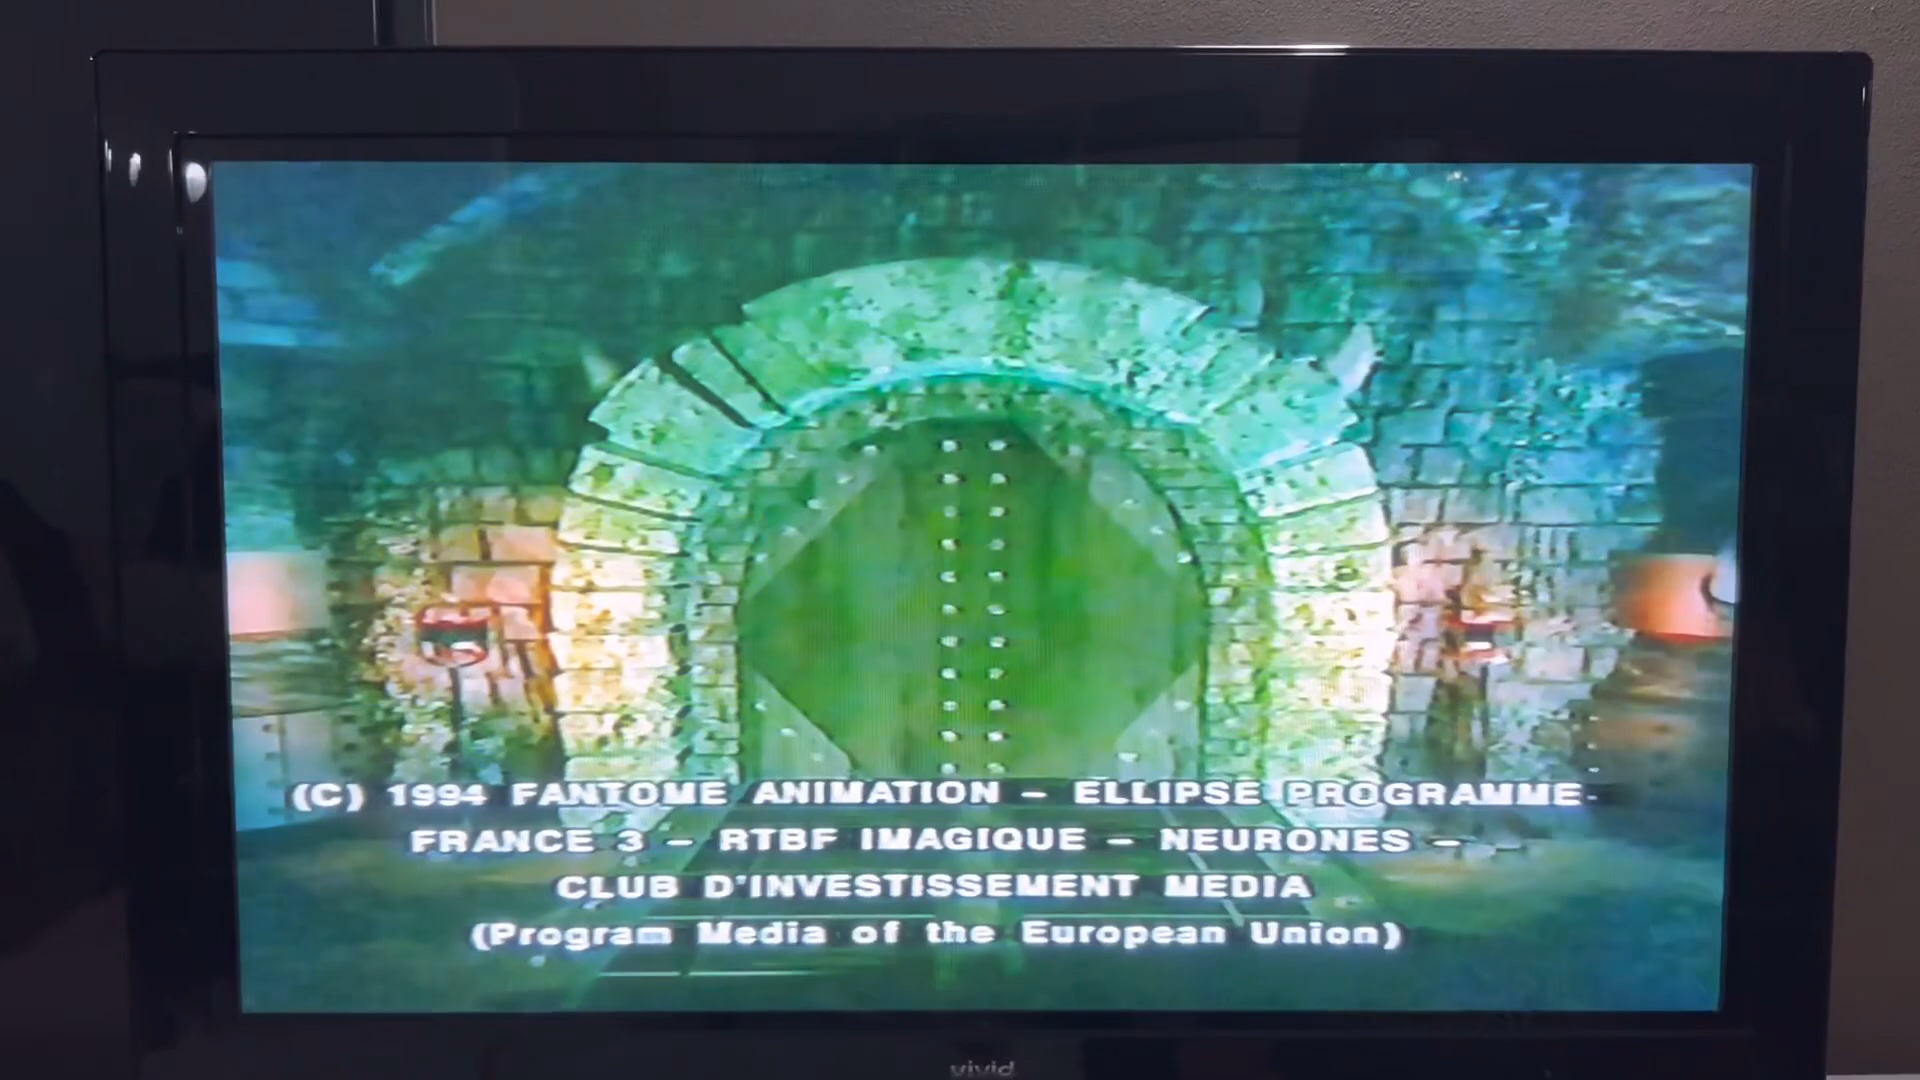 (C) 1994 FANTOME ANIMATION - ELLIPSE PROGRAMME-
FRANCE 3 - RTBF IMAGIQUE - NEURONES -
CLUB D'INVESTISSEMENT MEDIA
(Program Media of the European Union)
vivid